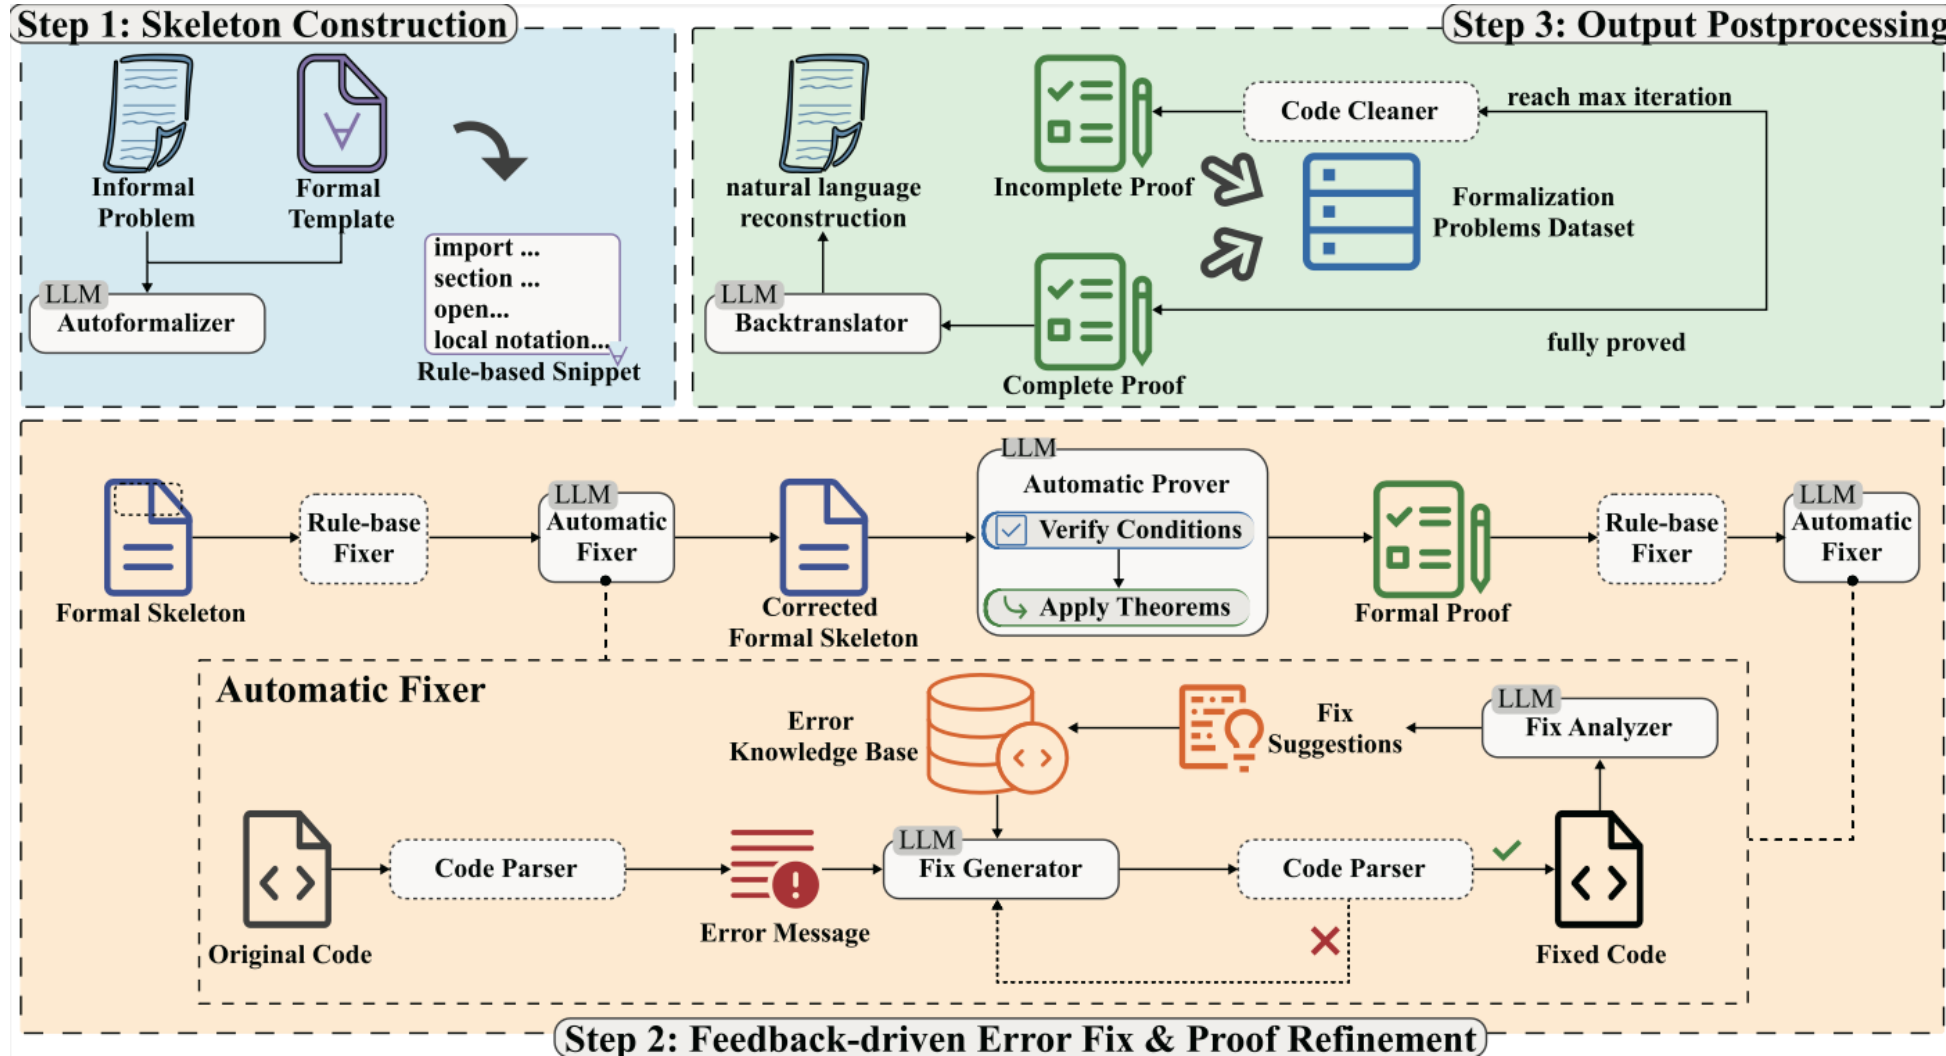 Step 1: Skeleton Construction
Informal
Problem
Formal
Template
LLM
Autoformalizer
import ...
section ...
open...
local notation...
Rule-based Snippet
Step 3: Output Postprocessing
natural language
reconstruction
Incomplete Proof
Code Cleaner
reach max iteration
Formalization
Problems Dataset
LLM
Backtranslator
Complete Proof
fully proved
Formal Skeleton
Rule-base
Fixer
LLM
Automatic
Fixer
Corrected
Formal Skeleton
LLM
Automatic Prover
Verify Conditions
Apply Theorems
Formal Proof
Rule-base
Fixer
LLM
Automatic
Fixer
Automatic Fixer
Error
Knowledge Base
Fix
Suggestions
LLM
Fix Analyzer
Original Code
Code Parser
Error Message
LLM
Fix Generator
Code Parser
Fixed Code
Step 2: Feedback-driven Error Fix & Proof Refinement